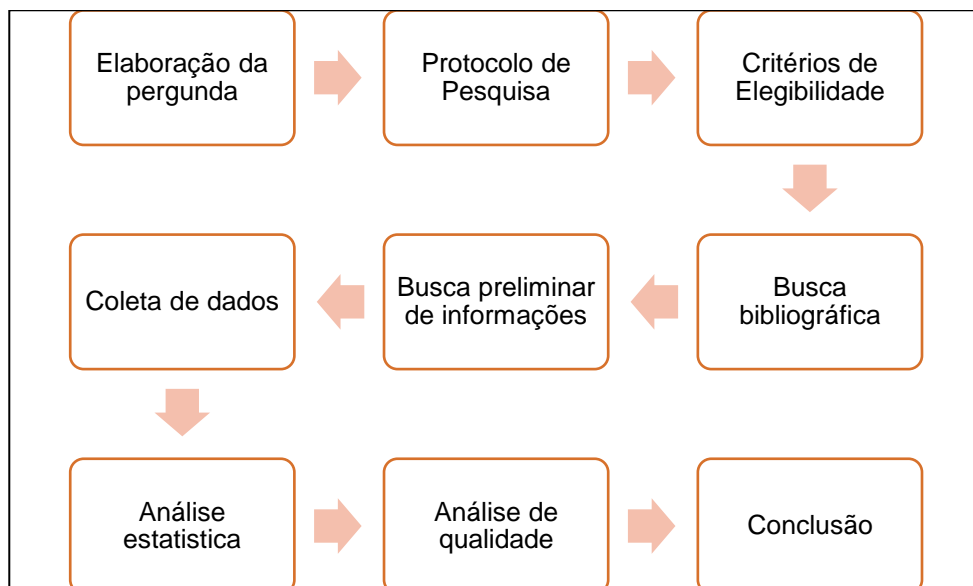 Elaboração da
pergunda
Protocolo de
Pesquisa
Critérios de
Elegibilidade
Busca
bibliográfica
Busca preliminar
de informações
Coleta de dados
Análise
estatistica
Análise de
qualidade
Conclusão